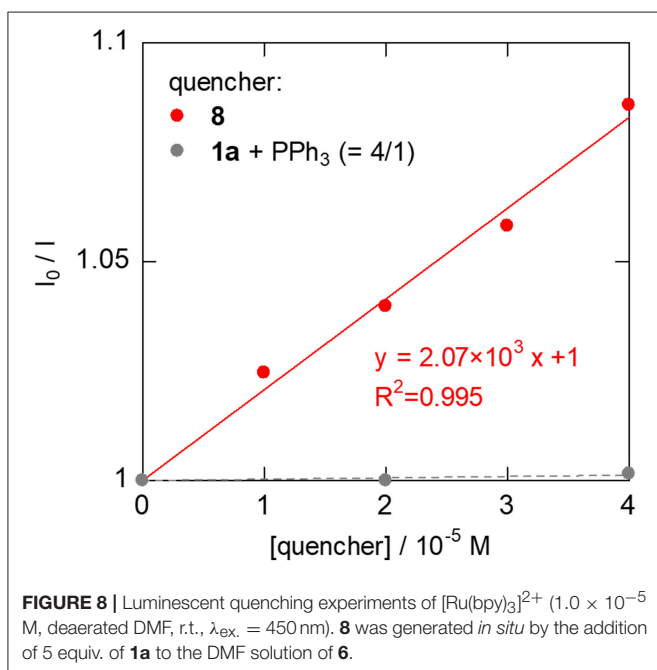 1.1
quencher:
8
1a + PPh₃ (= 4/1)
1.05
I₀ / I
y = 2.07×10³ x +1
R²=0.995
1
0 1 2 3 4
[quencher] / 10⁻⁵ M
FIGURE 8 | Luminescent quenching experiments of [Ru(bpy)₃]²⁺ (1.0 × 10⁻⁵
M, deaerated DMF, r.t., λₑₓ. = 450 nm). 8 was generated in situ by the addition
of 5 equiv. of 1a to the DMF solution of 6.